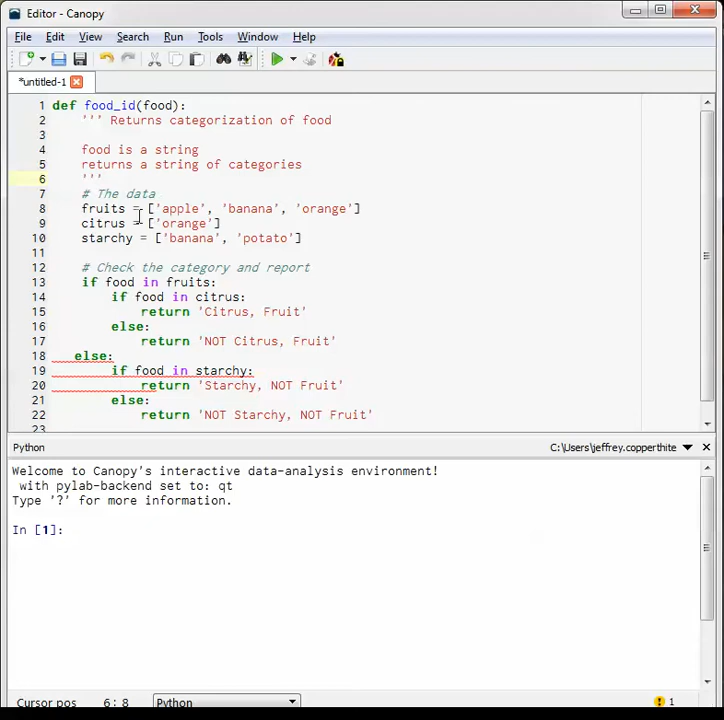 Editor - Canopy
File Edit View Search Run Tools Window Help
*untitled-1
1 def food_id(food):
2     ''' Returns categorization of food
3
4     food is a string
5     returns a string of categories
6     '''
7     # The data
8     fruits = ['apple', 'banana', 'orange']
9     citrus = ['orange']
10     starchy = ['banana', 'potato']
11
12     # Check the category and report
13     if food in fruits:
14         if food in citrus:
15             return 'Citrus, Fruit'
16         else:
17             return 'NOT Citrus, Fruit'
18    else:
19         if food in starchy:
20             return 'Starchy, NOT Fruit'
21         else:
22             return 'NOT Starchy, NOT Fruit'
23
Python C:\Users\jeffrey.copperthite
Welcome to Canopy's interactive data-analysis environment!
 with pylab-backend set to: qt
Type '?' for more information.
In [1]:
Cursor pos 6: 8 Python 1